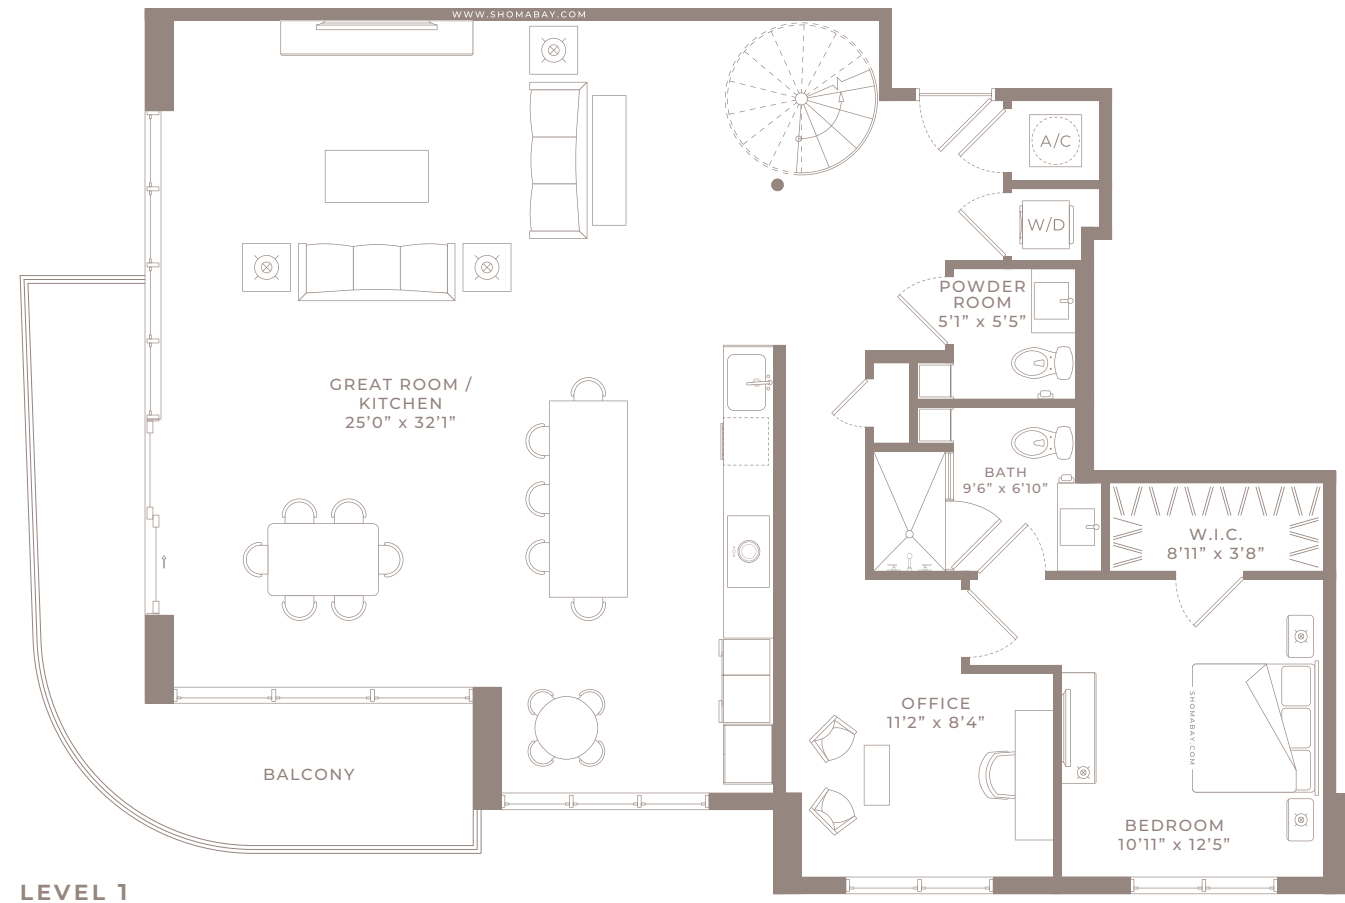 WWW.SHOMABAY.COM
A/C
W/D
POWDER
ROOM
5’1” x 5’5”
GREAT ROOM /
KITCHEN
25’0” x 32’1”
BATH
9’6” x 6’10”
W.I.C.
8’11” x 3’8”
OFFICE
11’2” x 8’4”
SHOMABAY.COM
BALCONY
BEDROOM
10’11” x 12’5”
LEVEL 1